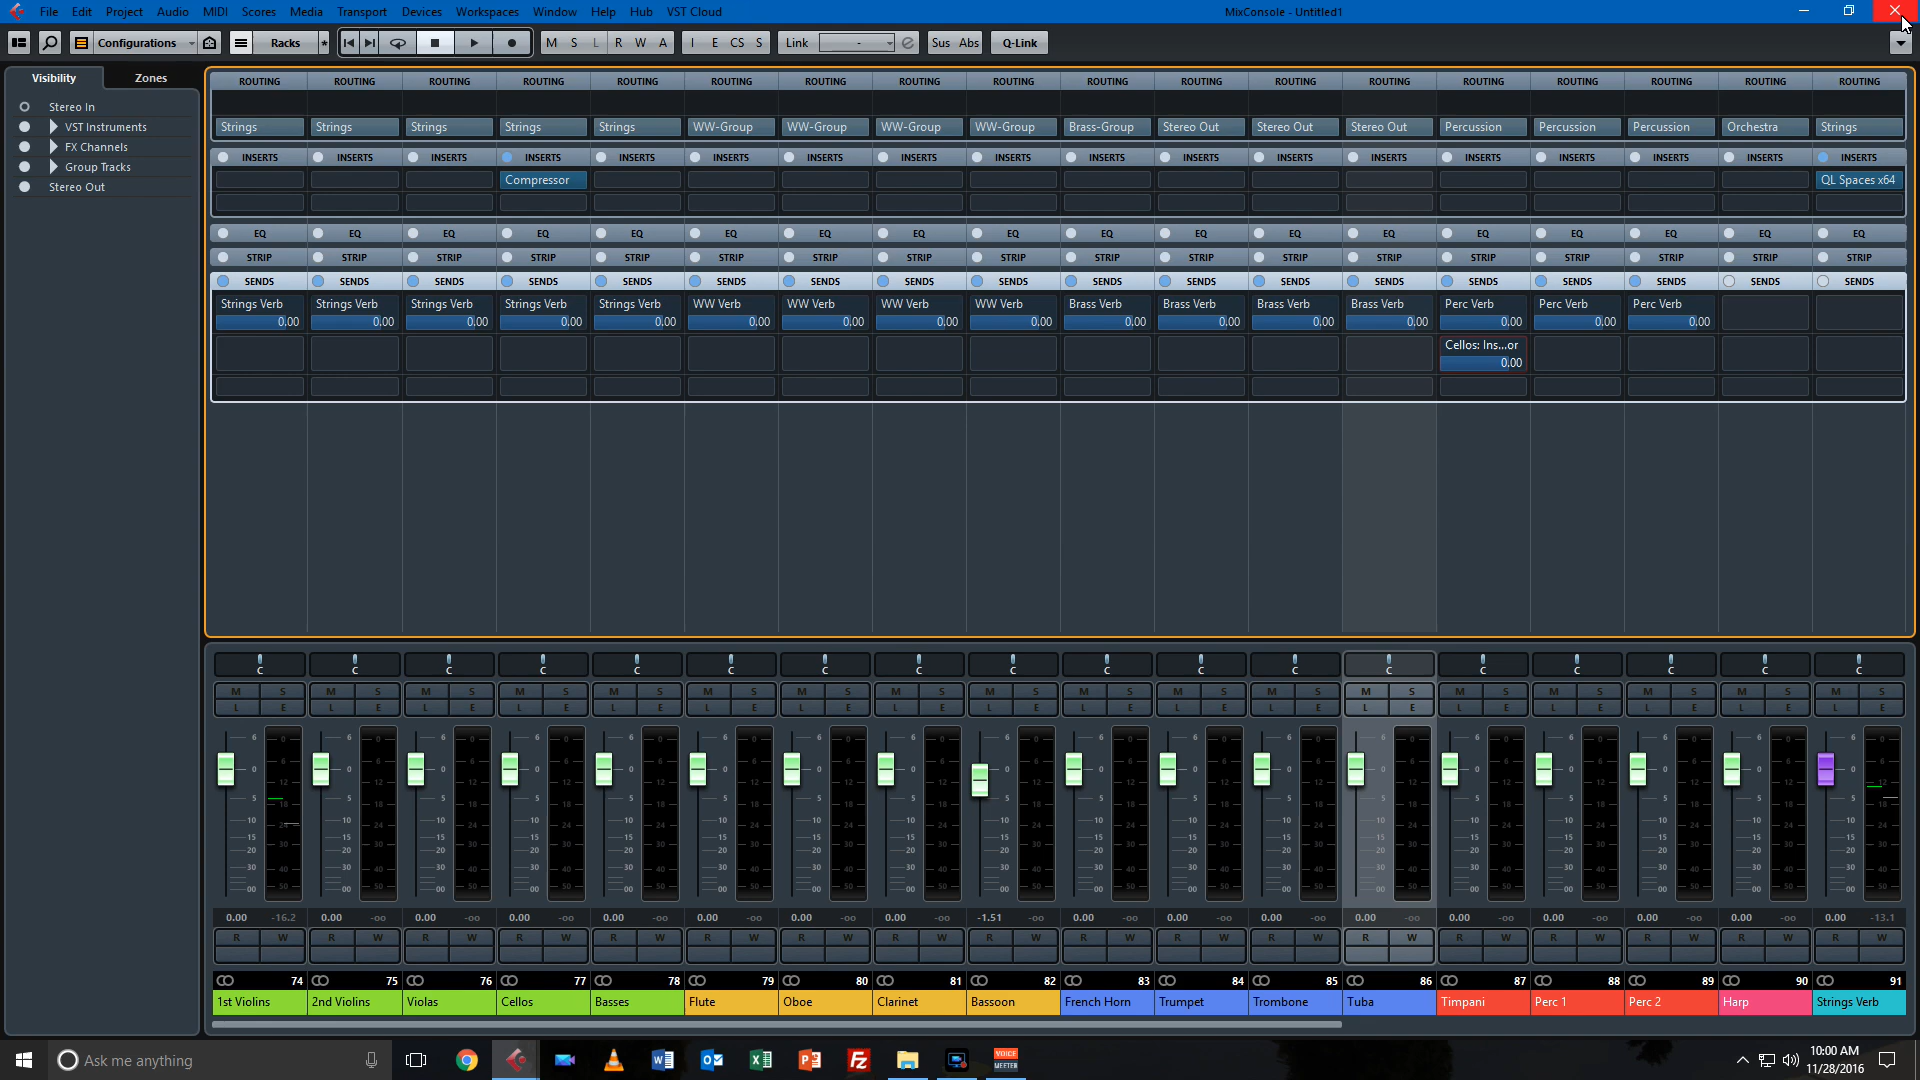 File Edit Project Audio MIDI Scores Media Transport Devices Workspaces Window Help Hub VST Cloud MixConsole - Untitled1
Configurations Racks * M S L R W A I E CS S Link - Sus Abs Q-Link
Visibility Zones
Stereo In
VST Instruments
FX Channels
Group Tracks
Stereo Out
ROUTING ROUTING ROUTING ROUTING ROUTING ROUTING ROUTING ROUTING ROUTING ROUTING ROUTING ROUTING ROUTING ROUTING ROUTING ROUTING ROUTING ROUTING
Strings Strings Strings Strings Strings WW-Group WW-Group WW-Group WW-Group Brass-Group Stereo Out Stereo Out Stereo Out Percussion Percussion Percussion Orchestra Strings
INSERTS INSERTS INSERTS INSERTS INSERTS INSERTS INSERTS INSERTS INSERTS INSERTS INSERTS INSERTS INSERTS INSERTS INSERTS INSERTS INSERTS INSERTS
Compressor QL Spaces x64
EQ EQ EQ EQ EQ EQ EQ EQ EQ EQ EQ EQ EQ EQ EQ EQ EQ EQ
STRIP STRIP STRIP STRIP STRIP STRIP STRIP STRIP STRIP STRIP STRIP STRIP STRIP STRIP STRIP STRIP STRIP STRIP
SENDS SENDS SENDS SENDS SENDS SENDS SENDS SENDS SENDS SENDS SENDS SENDS SENDS SENDS SENDS SENDS SENDS SENDS
Strings Verb Strings Verb Strings Verb Strings Verb Strings Verb WW Verb WW Verb WW Verb WW Verb Brass Verb Brass Verb Brass Verb Brass Verb Perc Verb Perc Verb Perc Verb
0.00 0.00 0.00 0.00 0.00 0.00 0.00 0.00 0.00 0.00 0.00 0.00 0.00 0.00 0.00 0.00
Cellos: Ins...or
0.00
C C C C C C C C C C C C C C C C C C
M S M S M S M S M S M S M S M S M S M S M S M S M S M S M S M S M S M S
L E L E L E L E L E L E L E L E L E L E L E L E L E L E L E L E L E L E
0.00 -16.2 0.00 -oo 0.00 -oo 0.00 -oo 0.00 -oo 0.00 -oo 0.00 -oo 0.00 -oo -1.51 -oo 0.00 -oo 0.00 -oo 0.00 -oo 0.00 -oo 0.00 -oo 0.00 -oo 0.00 -oo 0.00 -oo 0.00 -13.1
R W R W R W R W R W R W R W R W R W R W R W R W R W R W R W R W R W R W
74 75 76 77 78 79 80 81 82 83 84 85 86 87 88 89 90 91
1st Violins 2nd Violins Violas Cellos Basses Flute Oboe Clarinet Bassoon French Horn Trumpet Trombone Tuba Timpani Perc 1 Perc 2 Harp Strings Verb
Ask me anything
VOICE
MEETER
10:00 AM
11/28/2016